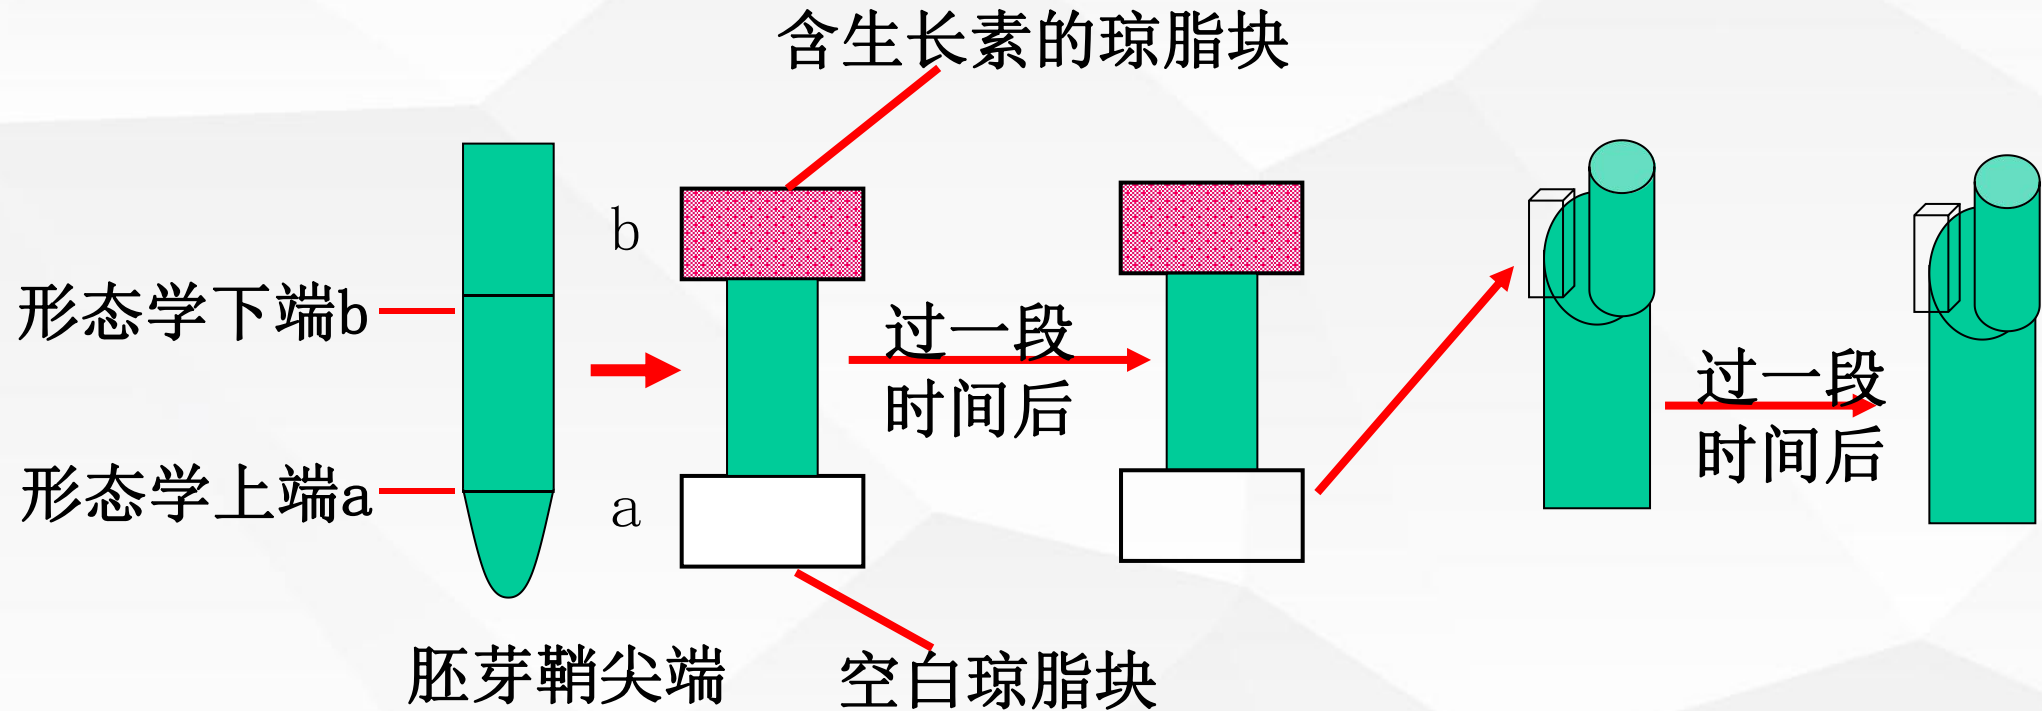 含生长素的琼脂块
b
形态学下端b
过一段
时间后
过一段
时间后
形态学上端a
a
胚芽鞘尖端
空白琼脂块